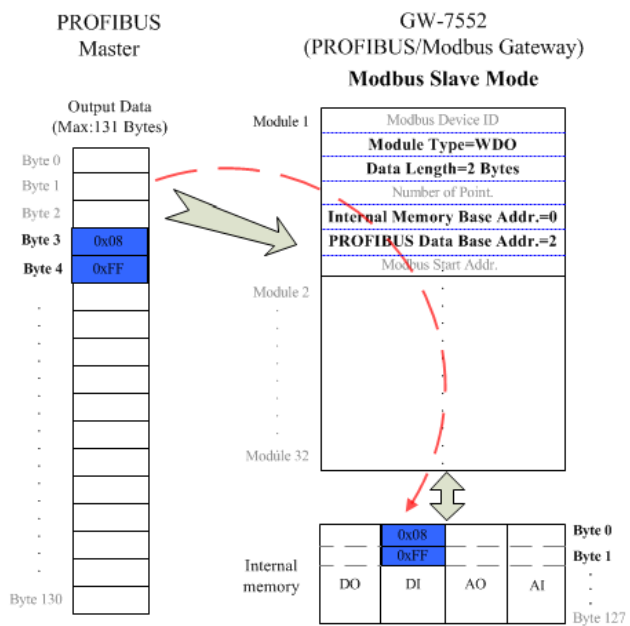 PROFIBUS
Master
GW-7552
(PROFIBUS/Modbus Gateway)
Modbus Slave Mode
Output Data
(Max:131 Bytes)
Byte 0
Byte 1
Byte 2
Byte 3
0x08
Byte 4
0xFF
Byte 130
Module 1
Modbus Device ID
Module Type=WDO
Data Length=2 Bytes
Number of Point.
Internal Memory Base Addr.=0
PROFIBUS Data Base Addr.=2
Modbus Start Addr.
Module 2
Module 32
Internal
memory
0x08
0xFF
DO
DI
AO
AI
Byte 0
Byte 1
Byte 127